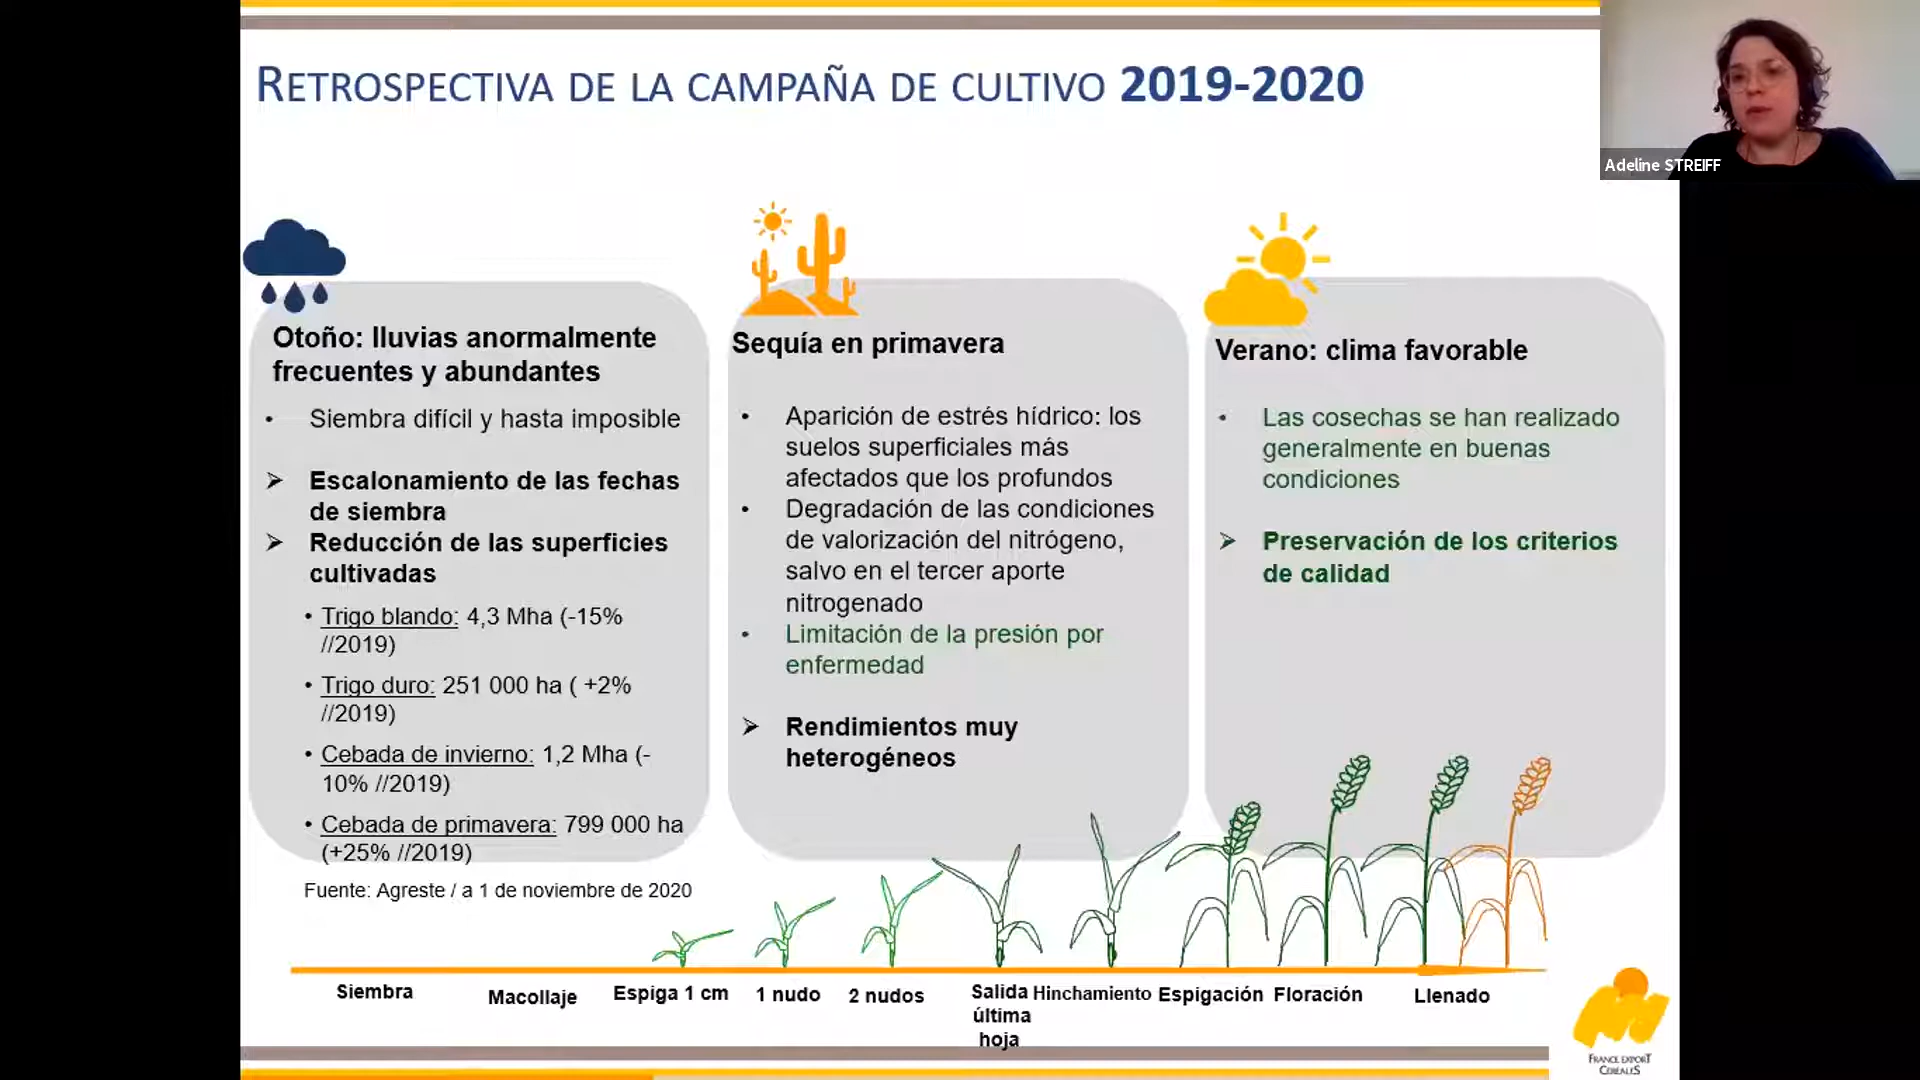 RETROSPECTIVA DE LA CAMPAÑA DE CULTIVO 2019-2020
Adeline STREIFF
Otoño: lluvias anormalmente
frecuentes y abundantes
• Siembra difícil y hasta imposible
➢ Escalonamiento de las fechas
de siembra
➢ Reducción de las superficies
cultivadas
• Trigo blando: 4,3 Mha (-15%
//2019)
• Trigo duro: 251 000 ha ( +2%
//2019)
• Cebada de invierno: 1,2 Mha (-
10% //2019)
• Cebada de primavera: 799 000 ha
(+25% //2019)
Fuente: Agreste / a 1 de noviembre de 2020
Sequía en primavera
• Aparición de estrés hídrico: los
suelos superficiales más
afectados que los profundos
• Degradación de las condiciones
de valorización del nitrógeno,
salvo en el tercer aporte
nitrogenado
• Limitación de la presión por
enfermedad
➢ Rendimientos muy
heterogéneos
Verano: clima favorable
• Las cosechas se han realizado
generalmente en buenas
condiciones
➢ Preservación de los criterios
de calidad
Siembra
Macollaje
Espiga 1 cm
1 nudo
2 nudos
Salida
última
hoja
Hinchamiento
Espigación
Floración
Llenado
FRANCE EXPORT
CÉRÉALES